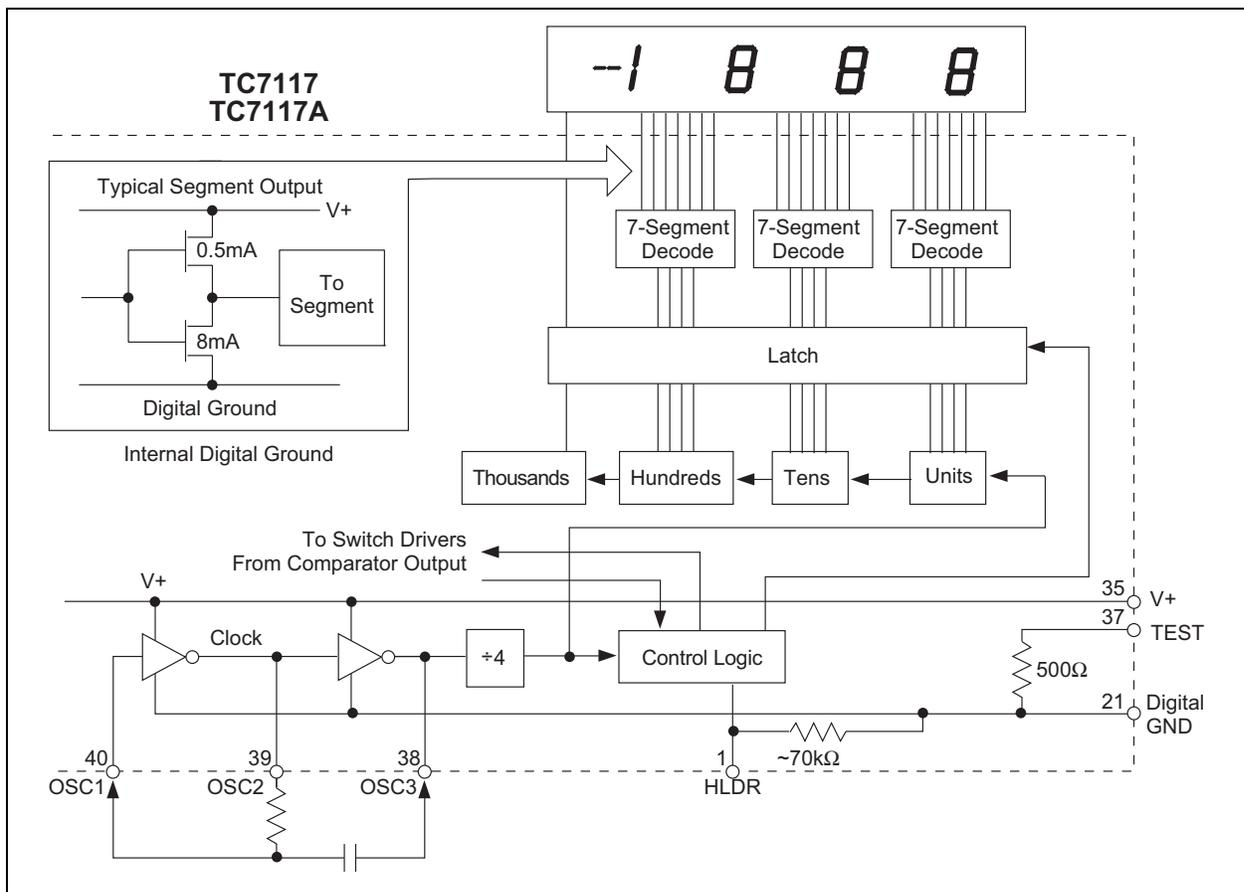 TC7117
TC7117A
--1 8 8 8
Typical Segment Output
V+
0.5mA
To
Segment
8mA
Digital Ground
Internal Digital Ground
7-Segment
Decode
7-Segment
Decode
7-Segment
Decode
Latch
Thousands
Hundreds
Tens
Units
To Switch Drivers
From Comparator Output
V+
Clock
÷4
Control Logic
35
V+
37
TEST
500Ω
21
Digital
GND
~70kΩ
40
OSC1
39
OSC2
38
OSC3
1
HLDR